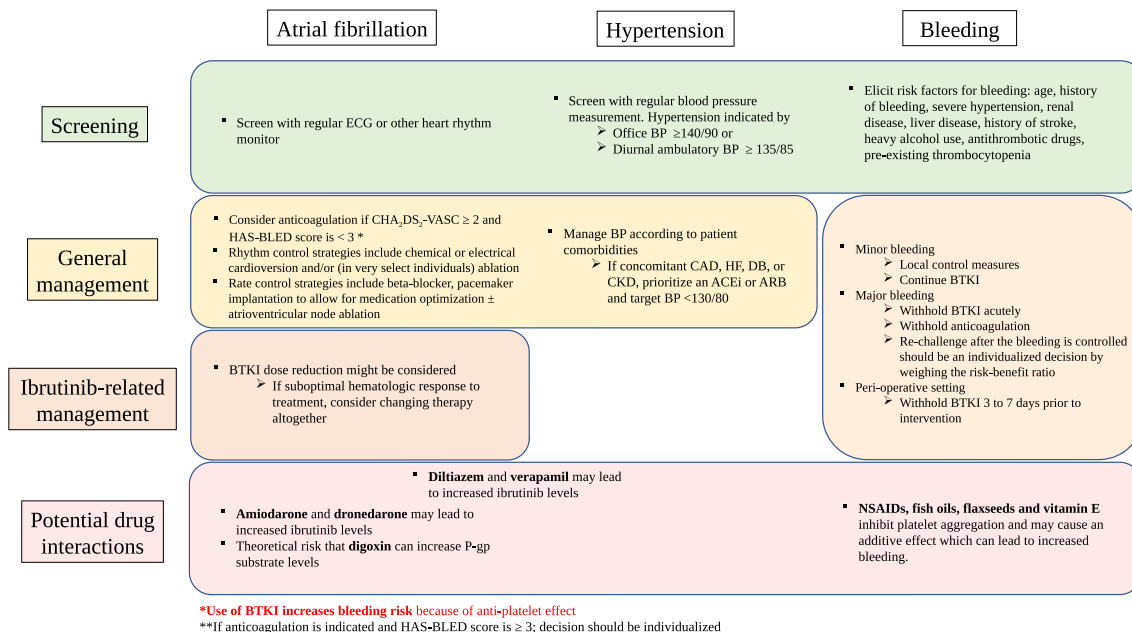 Atrial fibrillation
Hypertension
Bleeding
Screening
▪ Screen with regular ECG or other heart rhythm
monitor
▪ Screen with regular blood pressure
measurement. Hypertension indicated by
➢ Office BP ≥140/90 or
➢ Diurnal ambulatory BP ≥ 135/85
▪ Elicit risk factors for bleeding: age, history
of bleeding, severe hypertension, renal
disease, liver disease, history of stroke,
heavy alcohol use, antithrombotic drugs,
pre-existing thrombocytopenia
General
management
▪ Consider anticoagulation if CHA₂DS₂-VASC ≥ 2 and
HAS-BLED score is < 3 *
▪ Rhythm control strategies include chemical or electrical
cardioversion and/or (in very select individuals) ablation
▪ Rate control strategies include beta-blocker, pacemaker
implantation to allow for medication optimization ±
atrioventricular node ablation
▪ Manage BP according to patient
comorbidities
➢ If concomitant CAD, HF, DB, or
CKD, prioritize an ACEi or ARB
and target BP <130/80
▪ Minor bleeding
➢ Local control measures
➢ Continue BTKI
▪ Major bleeding
➢ Withhold BTKI acutely
➢ Withhold anticoagulation
➢ Re-challenge after the bleeding is controlled
should be an individualized decision by
weighing the risk-benefit ratio
▪ Peri-operative setting
➢ Withhold BTKI 3 to 7 days prior to
intervention
Ibrutinib-related
management
▪ BTKI dose reduction might be considered
➢ If suboptimal hematologic response to
treatment, consider changing therapy
altogether
Potential drug
interactions
▪ Diltiazem and verapamil may lead
to increased ibrutinib levels
▪ Amiodarone and dronedarone may lead to
increased ibrutinib levels
▪ Theoretical risk that digoxin can increase P-gp
substrate levels
▪ NSAIDs, fish oils, flaxseeds and vitamin E
inhibit platelet aggregation and may cause an
additive effect which can lead to increased
bleeding.
*Use of BTKI increases bleeding risk because of anti-platelet effect
**If anticoagulation is indicated and HAS-BLED score is ≥ 3; decision should be individualized